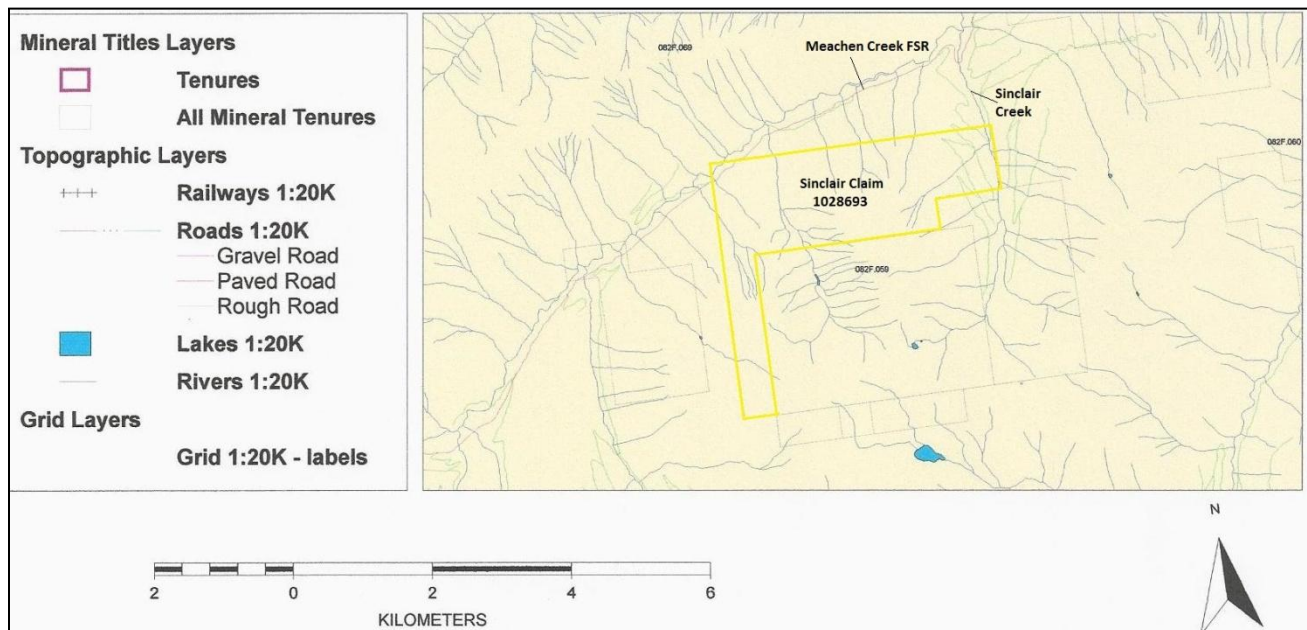 Mineral Titles Layers
Tenures
All Mineral Tenures
Topographic Layers
Railways 1:20K
Roads 1:20K
Gravel Road
Paved Road
Rough Road
Lakes 1:20K
Rivers 1:20K
Grid Layers
Grid 1:20K - labels
082F.069
Meachen Creek FSR
Sinclair
Creek
082F.060
Sinclair Claim
1028693
082F.059
2 0 2 4 6
KILOMETERS
N